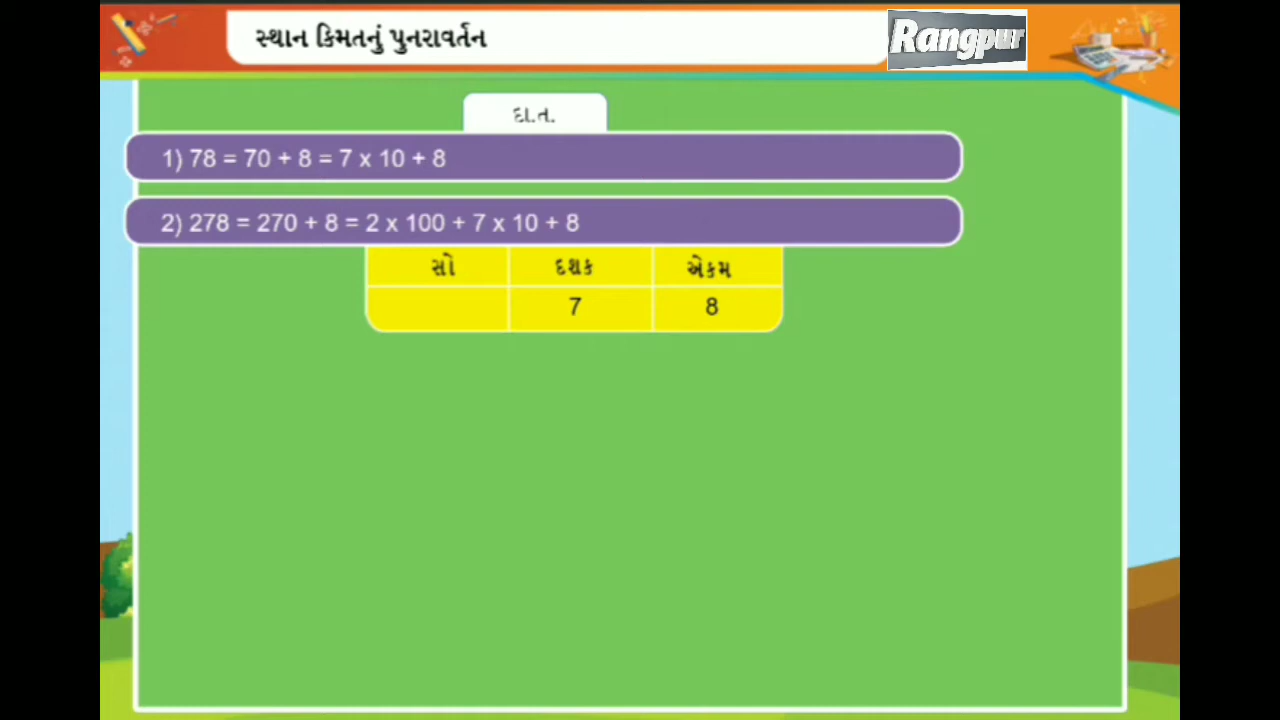 સ્થાન કિમતનું પુનરાવર્તન
Rangpur
દા.ત.
1) 78 = 70 + 8 = 7 x 10 + 8
2) 278 = 270 + 8 = 2 x 100 + 7 x 10 + 8
સો દશક એકમ
7 8